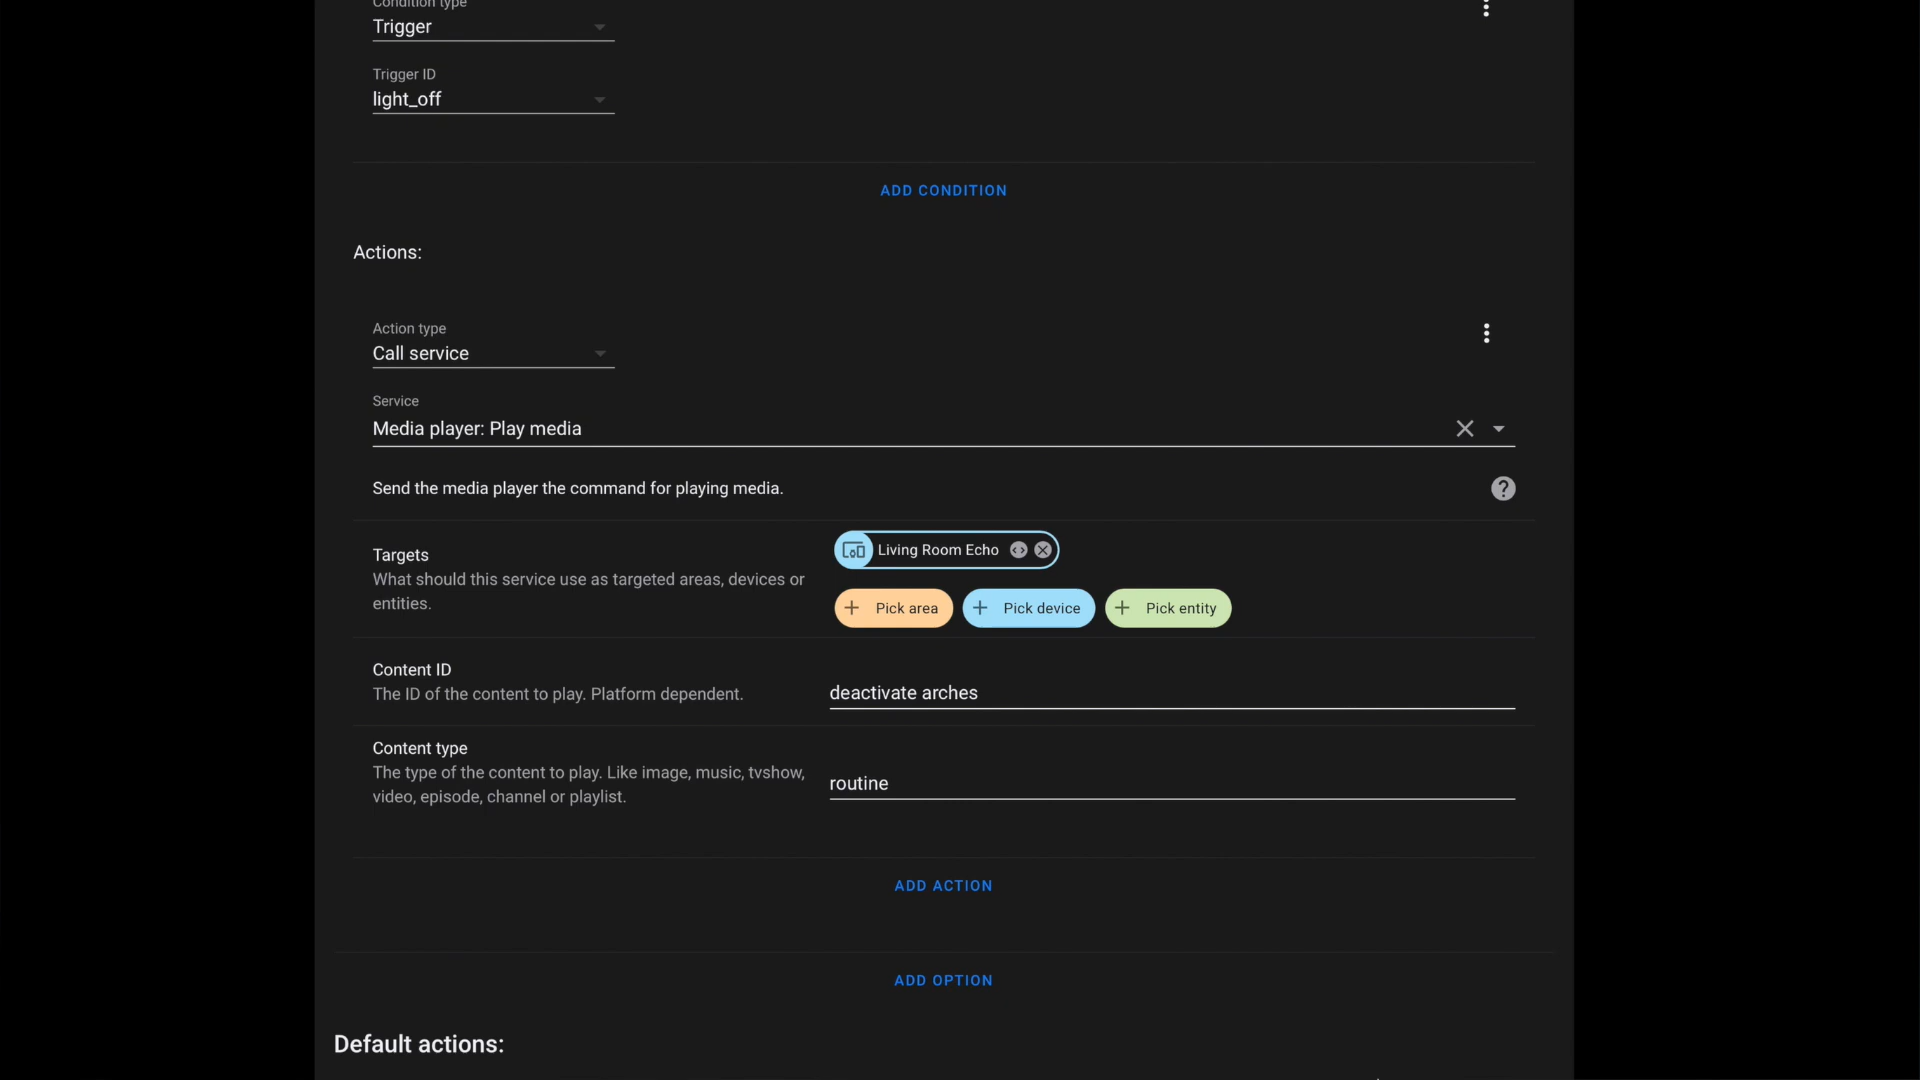 Condition type
Trigger
Trigger ID
light_off
ADD CONDITION
Actions:
Action type
Call service
Service
Media player: Play media
Send the media player the command for playing media.
?
Targets
What should this service use as targeted areas, devices or
entities.
Living Room Echo
Pick area
Pick device
Pick entity
Content ID
The ID of the content to play. Platform dependent.
deactivate arches
Content type
The type of the content to play. Like image, music, tvshow,
video, episode, channel or playlist.
routine
ADD ACTION
ADD OPTION
Default actions: